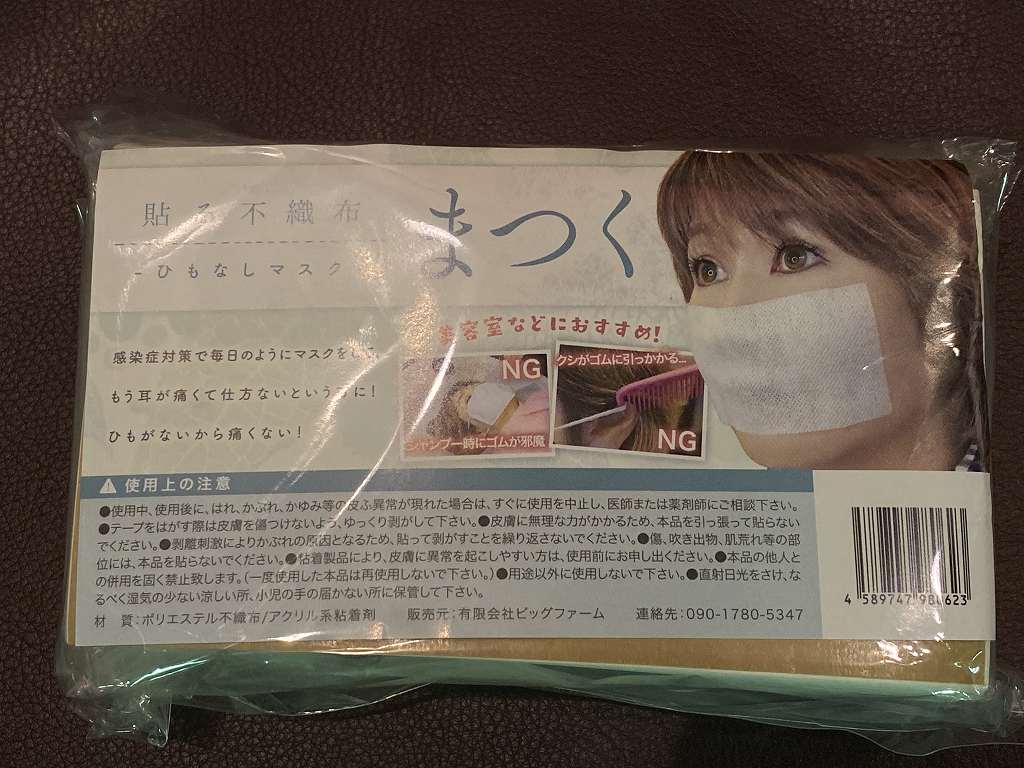 貼る不織布
-ひもなしマスク
まつく
美容室などにおすすめ!
感染症対策で毎日のようにマスクをして
もう耳が痛くて仕方ないという方に!
ひもがないから痛くない!
NG
シャンプー時にゴムが邪魔
クシがゴムに引っかかる...
NG
使用上の注意
●使用中、使用後に、はれ、かぶれ、かゆみ等の皮ふ異常が現れた場合は、すぐに使用を中止し、医師または薬剤師にご相談下さい。
●テープをはがす際は皮膚を傷つけないよう、ゆっくり剥がして下さい。●皮膚に無理な力がかかるため、本品を引っ張って貼らない
でください。●剥離刺激によりかぶれの原因となるため、貼って剥がすことを繰り返さないでください。●傷、吹き出物、肌荒れ等の部
位には、本品を貼らないでください。●粘着製品により、皮膚に異常を起こしやすい方は、使用前にお申し出ください。●本品の他人と
の併用を固く禁止致します。(一度使用した本品は再使用しないで下さい。)●用途以外に使用しないで下さい。●直射日光をさけ、な
るべく湿気の少ない涼しい所、小児の手の届かない所に保管して下さい。
材 質:ポリエステル不織布/アクリル系粘着剤 販売元:有限会社ビッグファーム 連絡先:090-1780-5347